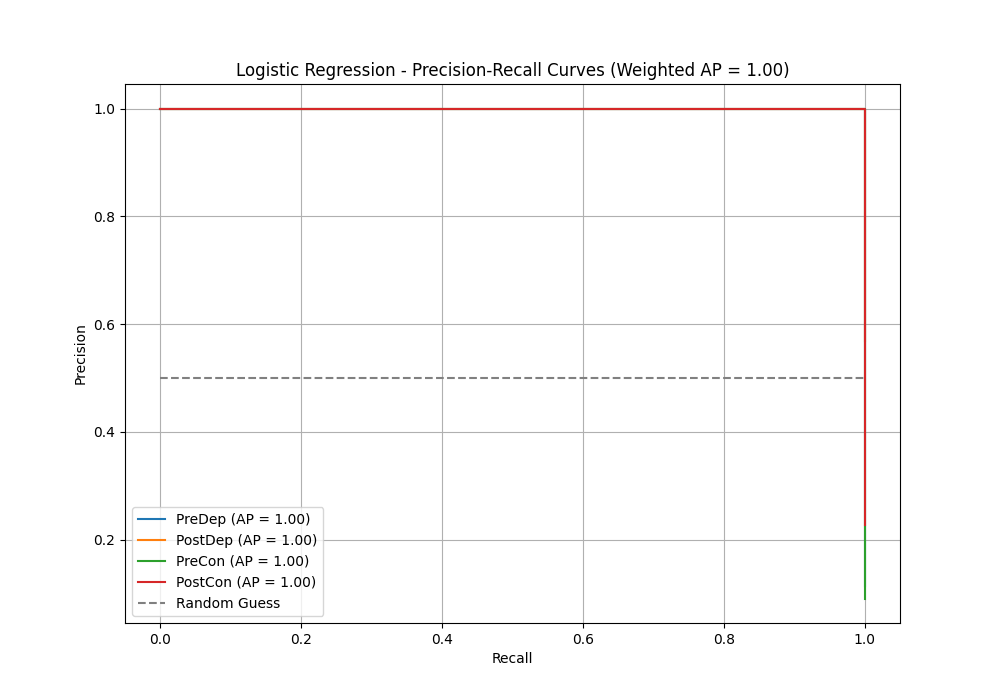 Logistic Regression - Precision-Recall Curves (Weighted AP = 1.00)
1.0
0.8
0.6
0.4
0.2
Precision
PreDep (AP = 1.00)
PostDep (AP = 1.00)
PreCon (AP = 1.00)
PostCon (AP = 1.00)
Random Guess
0.0 0.2 0.4 0.6 0.8 1.0
Recall